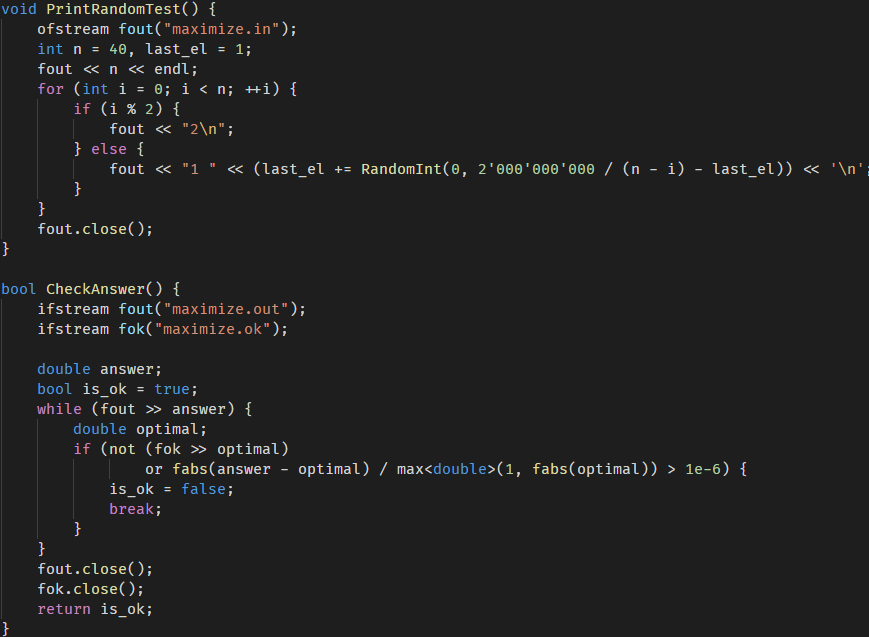 void PrintRandomTest() {
    ofstream fout("maximize.in");
    int n = 40, last_el = 1;
    fout << n << endl;
    for (int i = 0; i < n; ++i) {
        if (i % 2) {
            fout << "2\n";
        } else {
            fout << "1 " << (last_el += RandomInt(0, 2'000'000'000 / (n - i) - last_el)) << '\n';
        }
    }
    fout.close();
}

bool CheckAnswer() {
    ifstream fout("maximize.out");
    ifstream fok("maximize.ok");

    double answer;
    bool is_ok = true;
    while (fout >> answer) {
        double optimal;
        if (not (fok >> optimal)
                or fabs(answer - optimal) / max<double>(1, fabs(optimal)) > 1e-6) {
            is_ok = false;
            break;
        }
    }
    fout.close();
    fok.close();
    return is_ok;
}